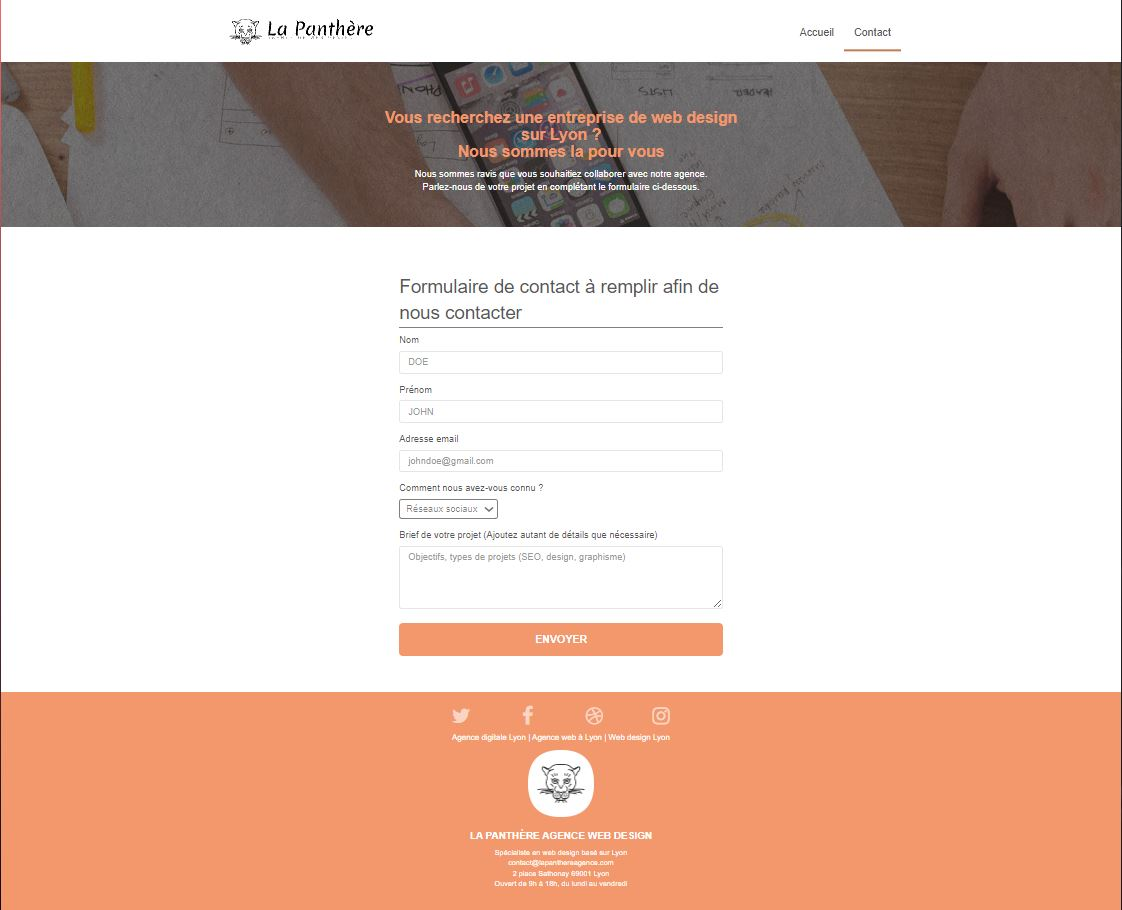 La Panthère
Accueil
Contact
Vous recherchez une entreprise de web design
sur Lyon ?
Nous sommes la pour vous
Nous sommes ravis que vous souhaitiez collaborer avec notre agence.
Parlez-nous de votre projet en complétant le formulaire ci-dessous.
Formulaire de contact à remplir afin de
nous contacter
Nom
DOE
Prénom
JOHN
Adresse email
johndoe@gmail.com
Comment nous avez-vous connu ?
Réseaux sociaux
Brief de votre projet (Ajoutez autant de détails que nécessaire)
Objectifs, types de projets (SEO, design, graphisme)
ENVOYER
Agence digitale Lyon | Agence web à Lyon | Web design Lyon
LA PANTHÈRE AGENCE WEB DESIGN
Spécialiste en web design basé sur Lyon
contact@lapanthereagence.com
2 place Sathonay 69001 Lyon
Ouvert de 9h à 18h, du lundi au vendredi